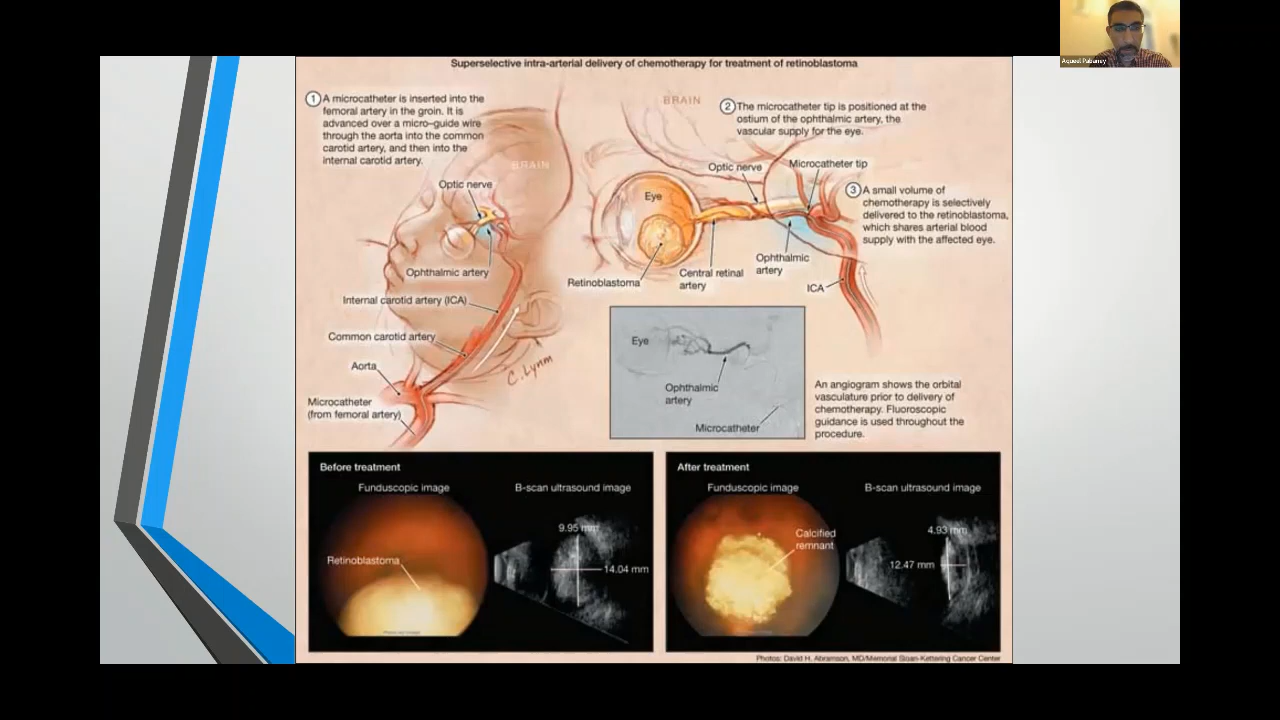 Aqueel Pabaney
Superselective intra-arterial delivery of chemotherapy for treatment of retinoblastoma
1 A microcatheter is inserted into the
femoral artery in the groin. It is
advanced over a micro–guide wire
through the aorta into the common
carotid artery, and then into the
internal carotid artery.
BRAIN
Optic nerve
Ophthalmic artery
Internal carotid artery (ICA)
Common carotid artery
Aorta
Microcatheter
(from femoral artery)
C. Lynm
BRAIN
2 The microcatheter tip is positioned at the
ostium of the ophthalmic artery, the
vascular supply for the eye.
Optic nerve
Microcatheter tip
Eye
3 A small volume of
chemotherapy is selectively
delivered to the retinoblastoma,
which shares arterial blood
supply with the affected eye.
Retinoblastoma
Central retinal
artery
Ophthalmic
artery
ICA
Eye
Ophthalmic
artery
Microcatheter
An angiogram shows the orbital
vasculature prior to delivery of
chemotherapy. Fluoroscopic
guidance is used throughout the
procedure.
Before treatment
Funduscopic image
B-scan ultrasound image
Retinoblastoma
9.95 mm
14.04 mm
After treatment
Funduscopic image
B-scan ultrasound image
Calcified
remnant
4.93 mm
12.47 mm
Photos: David H. Abramson, MD/Memorial Sloan-Kettering Cancer Center